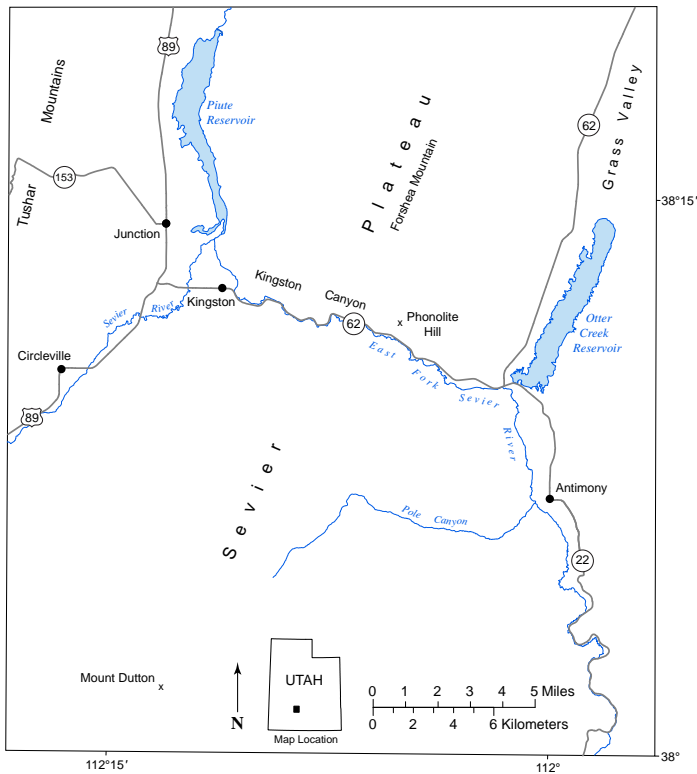 89
Mountains
Piute
Reservoir
Plateau
Forshea Mountain
Grass Valley
62
153
Tushar
38°15'
Junction
Kingston
Canyon
Kingston
Sevier
River
62
Phonolite
Hill
Otter
Creek
Reservoir
Circleville
East Fork Sevier
River
89
Sevier
Antimony
Pole Canyon
22
Mount Dutton
UTAH
N
Map Location
0 1 2 3 4 5 Miles
0 2 4 6 Kilometers
38°
112°15'
112°